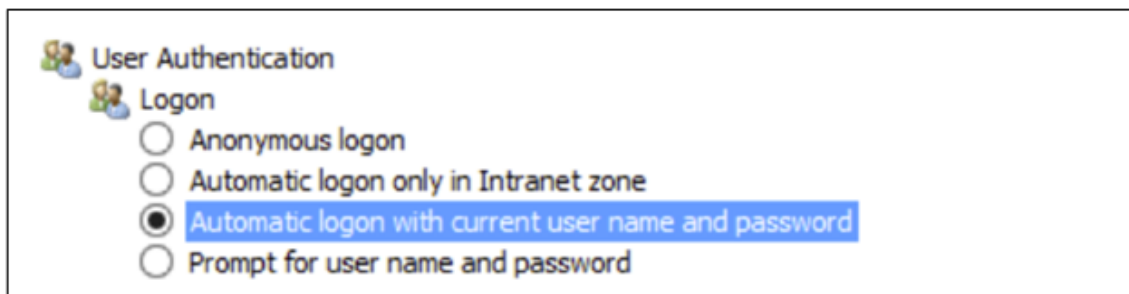 User Authentication
Logon
Anonymous logon
Automatic logon only in Intranet zone
Automatic logon with current user name and password
Prompt for user name and password